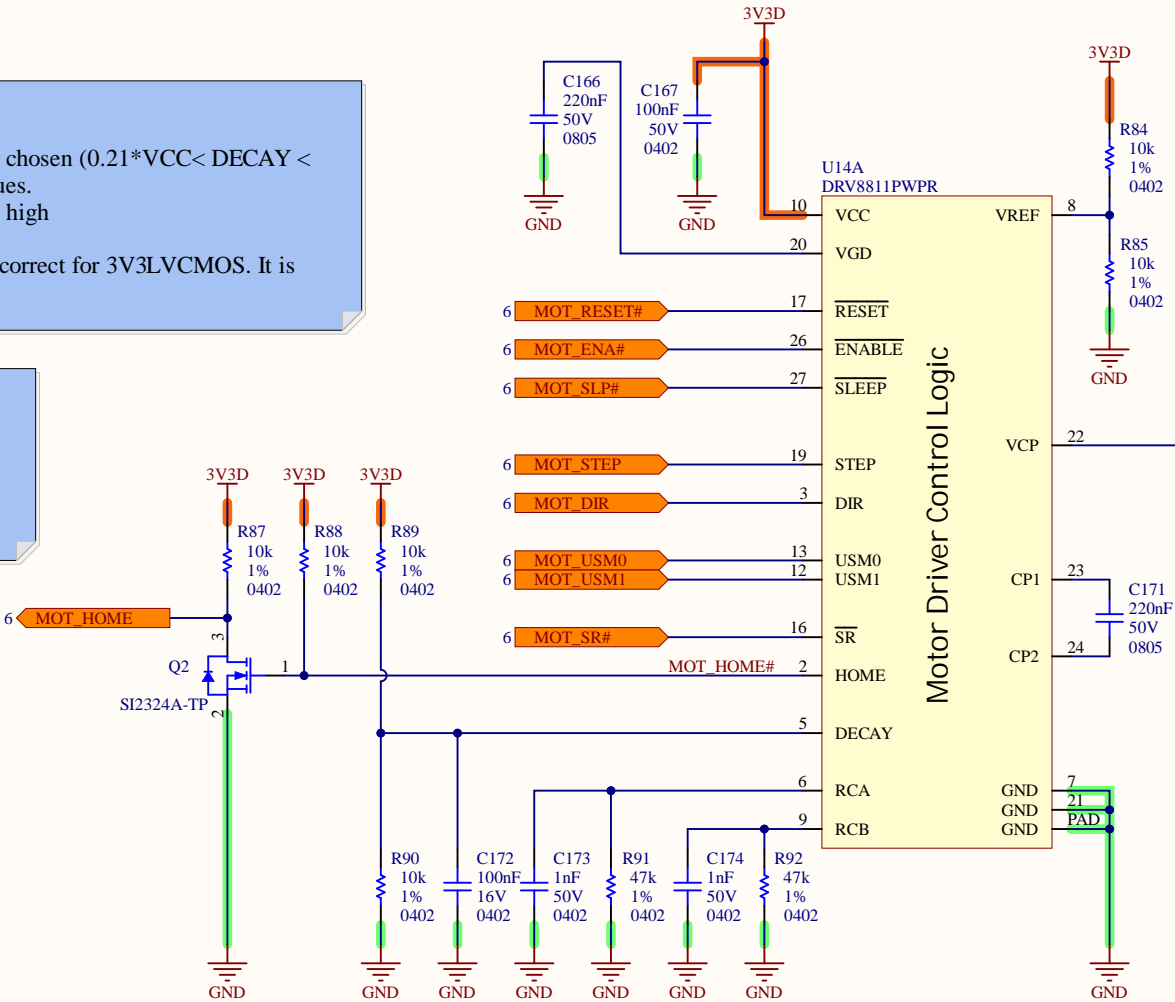 chosen (0.21*VCC< DECAY <
ues.
high
correct for 3V3LVCMOS. It is
3V3D
C166
220nF
50V
0805
GND
C167
100nF
50V
0402
GND
3V3D
R84
10k
1%
0402
R85
10k
1%
0402
GND
U14A
DRV8811PWPR
Motor Driver Control Logic
10 VCC
20 VGD
6 MOT_RESET# 17 RESET
6 MOT_ENA# 26 ENABLE
6 MOT_SLP# 27 SLEEP
6 MOT_STEP 19 STEP
6 MOT_DIR 3 DIR
6 MOT_USM0 13 USM0
6 MOT_USM1 12 USM1
6 MOT_SR# 16 SR
MOT_HOME# 2 HOME
5 DECAY
6 RCA
9 RCB
VREF 8
VCP 22
CP1 23
CP2 24
GND 7
GND 21
GND PAD
C171
220nF
50V
0805
GND
3V3D
3V3D
3V3D
R87
10k
1%
0402
R88
10k
1%
0402
R89
10k
1%
0402
6 MOT_HOME
3
Q2
1
SI2324A-TP
2
GND
R90
10k
1%
0402
GND
C172
100nF
16V
0402
GND
C173
1nF
50V
0402
GND
R91
47k
1%
0402
GND
C174
1nF
50V
0402
GND
R92
47k
1%
0402
GND